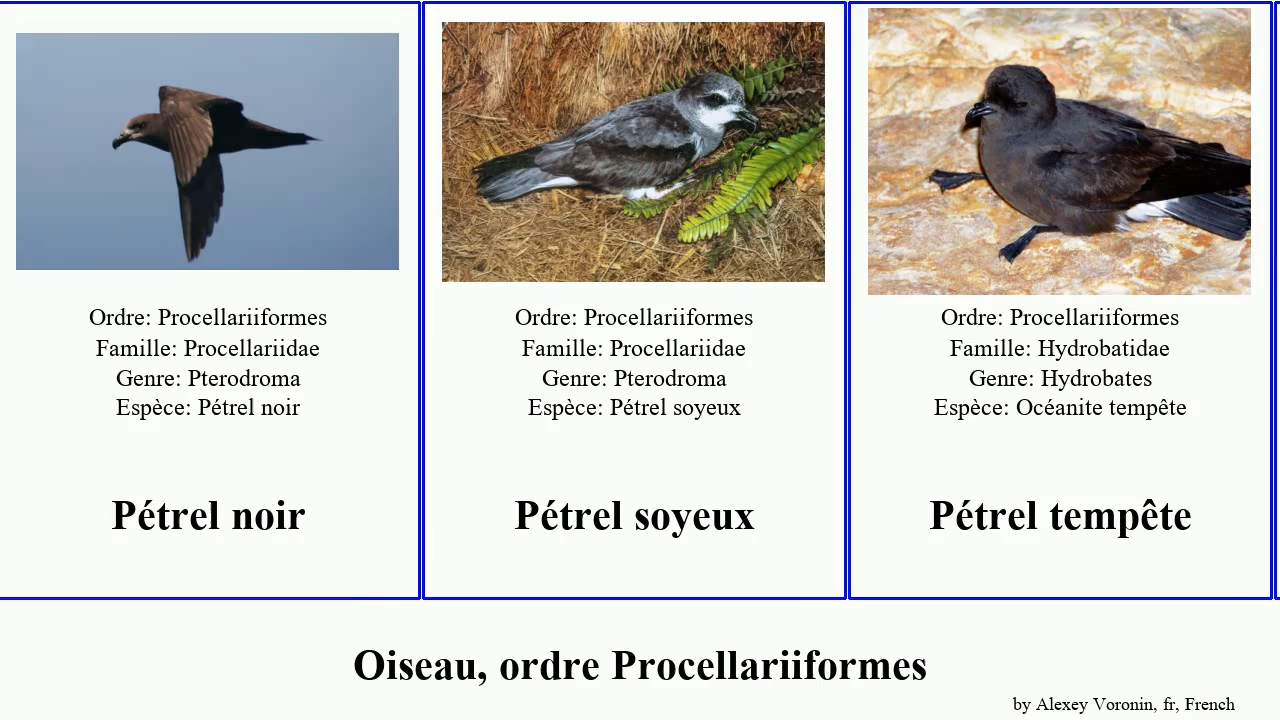 Ordre: Procellariiformes
Famille: Procellariidae
Genre: Pterodroma
Espèce: Pétrel noir
Pétrel noir
Ordre: Procellariiformes
Famille: Procellariidae
Genre: Pterodroma
Espèce: Pétrel soyeux
Pétrel soyeux
Ordre: Procellariiformes
Famille: Hydrobatidae
Genre: Hydrobates
Espèce: Océanite tempête
Pétrel tempête
Oiseau, ordre Procellariiformes
by Alexey Voronin, fr, French